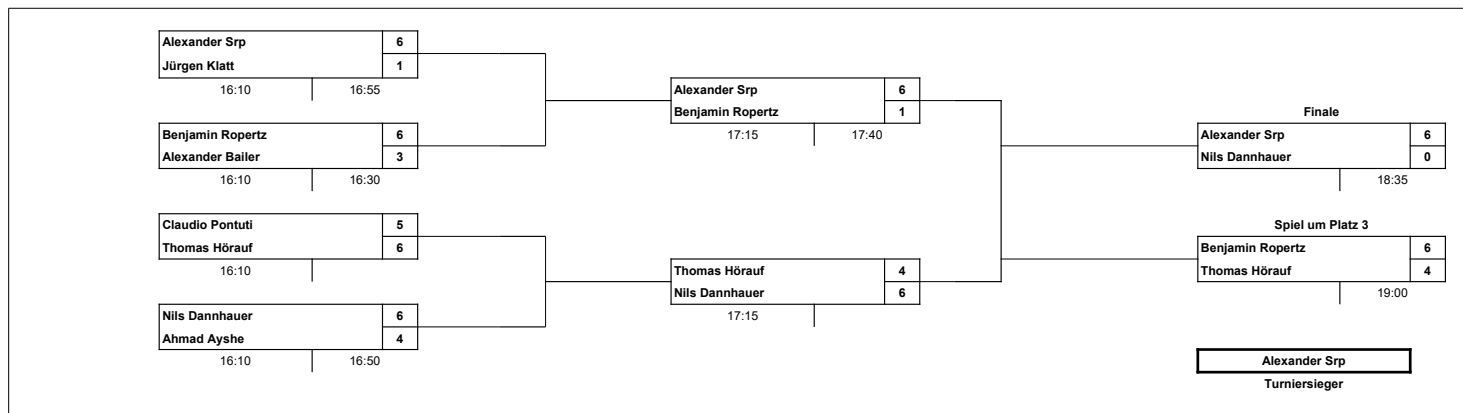 Alexander Srp 6
Jürgen Klatt 1
16:10 16:55
Benjamin Ropertz 6
Alexander Bailer 3
16:10 16:30
Claudio Pontuti 5
Thomas Hörauf 6
16:10
Nils Dannhauer 6
Ahmad Ayshe 4
16:10 16:50
Alexander Srp 6
Benjamin Ropertz 1
17:15 17:40
Thomas Hörauf 4
Nils Dannhauer 6
17:15
Finale
Alexander Srp 6
Nils Dannhauer 0
18:35
Spiel um Platz 3
Benjamin Ropertz 6
Thomas Hörauf 4
19:00
Alexander Srp
Turniersieger